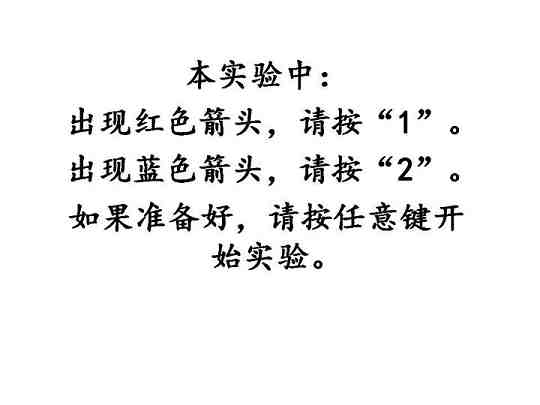 本实验中：
出现红色箭头，请按“1”。
出现蓝色箭头，请按“2”。
如果准备好，请按任意键开
始实验。